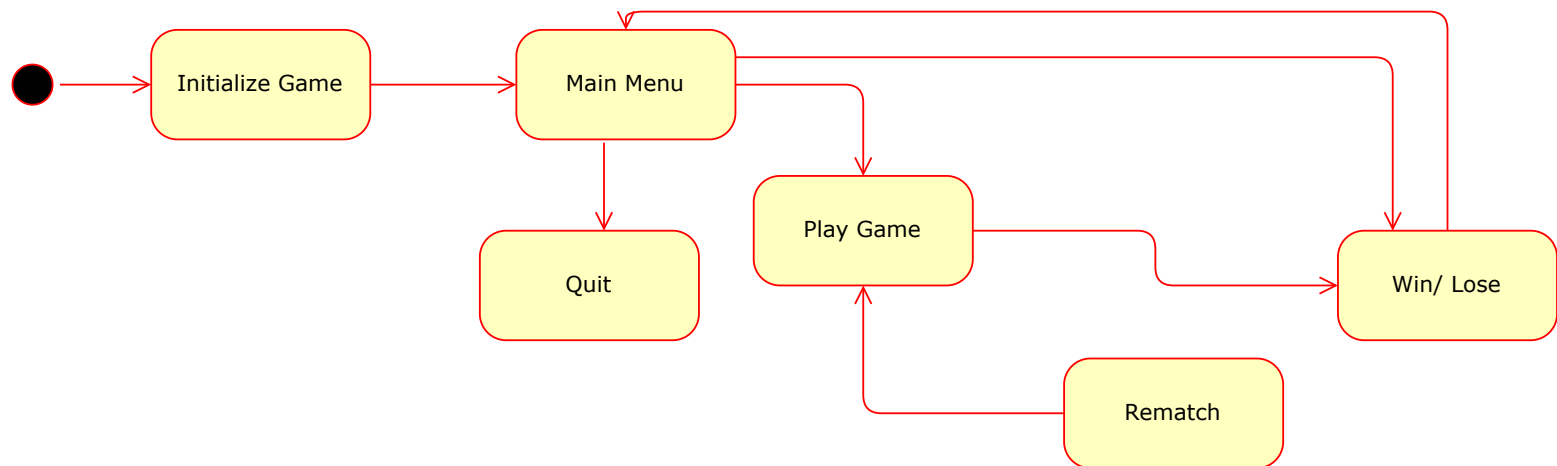 Initialize Game
Main Menu
Play Game
Quit
Win/ Lose
Rematch